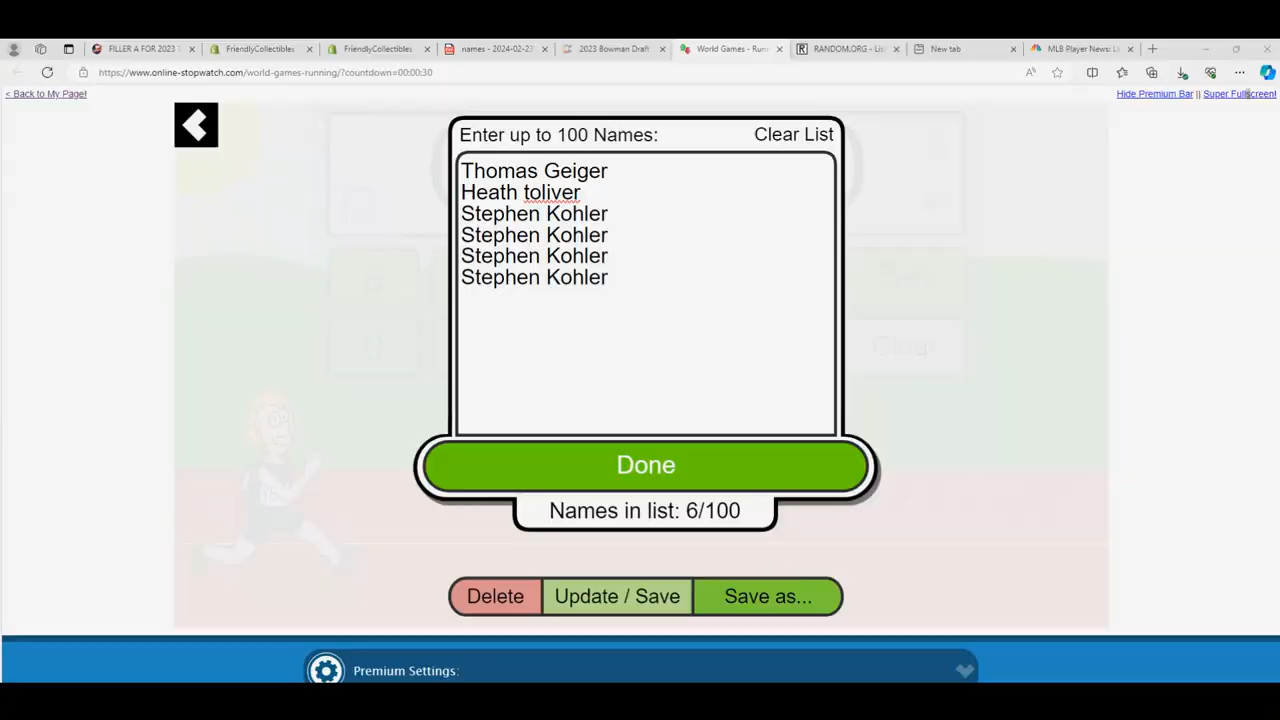 FILLER A FOR 2023
FriendlyCollectibles
FriendlyCollectibles
names - 2024-02-23
2023 Bowman Draft
World Games - Runn
RANDOM.ORG - Lis
New tab
MLB Player News: Li
https://www.online-stopwatch.com/world-games-running/?countdown=00:00:30
< Back to My Page!
Hide Premium Bar || Super Fullscreen!
Enter up to 100 Names:
Clear List
Thomas Geiger
Heath toliver
Stephen Kohler
Stephen Kohler
Stephen Kohler
Stephen Kohler
Done
Names in list: 6/100
Delete
Update / Save
Save as...
Premium Settings: